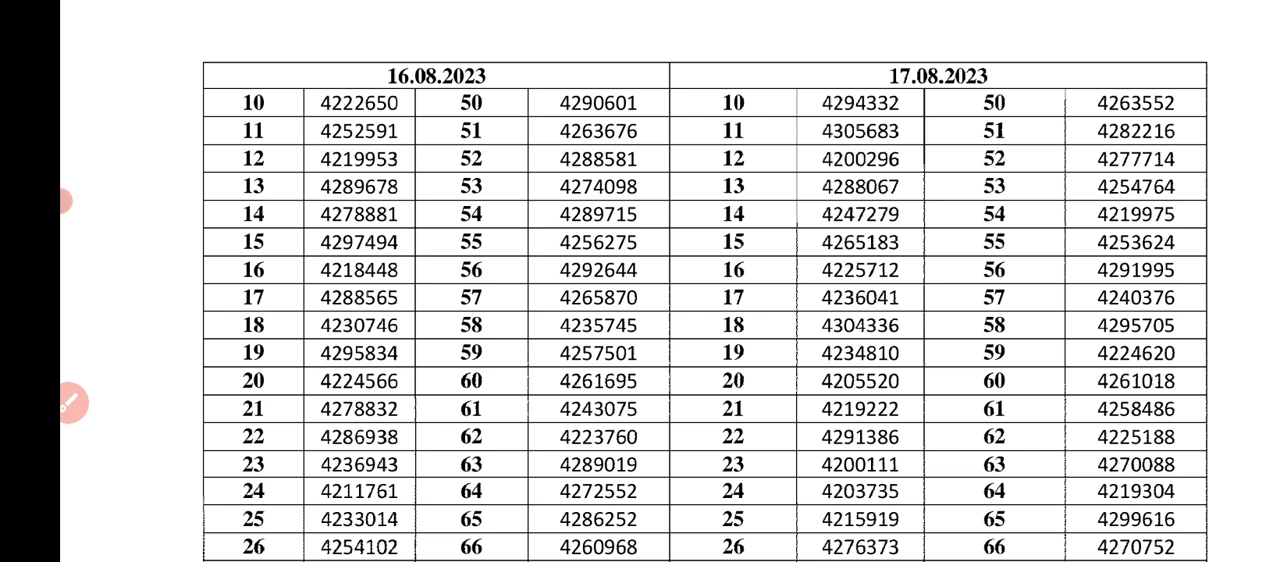 16.08.2023 17.08.2023
10 4222650 50 4290601 10 4294332 50 4263552
11 4252591 51 4263676 11 4305683 51 4282216
12 4219953 52 4288581 12 4200296 52 4277714
13 4289678 53 4274098 13 4288067 53 4254764
14 4278881 54 4289715 14 4247279 54 4219975
15 4297494 55 4256275 15 4265183 55 4253624
16 4218448 56 4292644 16 4225712 56 4291995
17 4288565 57 4265870 17 4236041 57 4240376
18 4230746 58 4235745 18 4304336 58 4295705
19 4295834 59 4257501 19 4234810 59 4224620
20 4224566 60 4261695 20 4205520 60 4261018
21 4278832 61 4243075 21 4219222 61 4258486
22 4286938 62 4223760 22 4291386 62 4225188
23 4236943 63 4289019 23 4200111 63 4270088
24 4211761 64 4272552 24 4203735 64 4219304
25 4233014 65 4286252 25 4215919 65 4299616
26 4254102 66 4260968 26 4276373 66 4270752